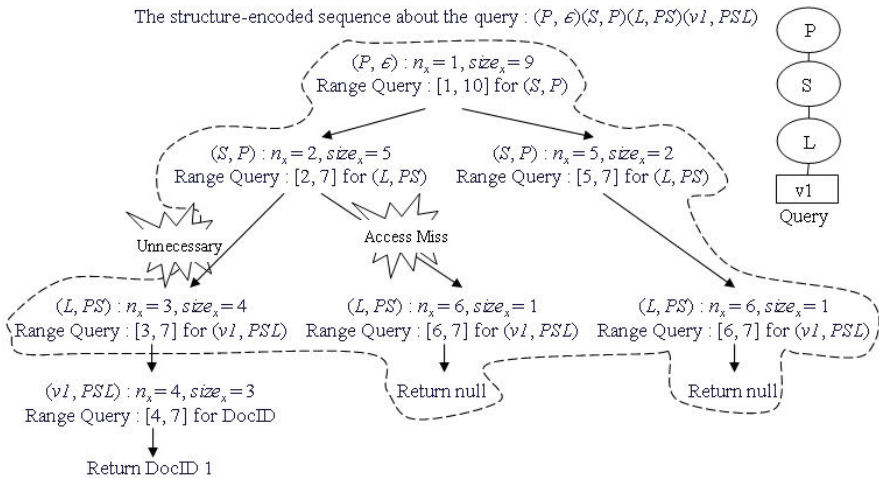 The structure-encoded sequence about the query : (P, ε)(S, P)(L, PS)(v1, PSL)
(P, ε) : nₓ = 1, sizeₓ = 9
Range Query : [1, 10] for (S, P)
(S, P) : nₓ = 2, sizeₓ = 5
Range Query : [2, 7] for (L, PS)
(S, P) : nₓ = 5, sizeₓ = 2
Range Query : [5, 7] for (L, PS)
P
S
L
v1
Query
Unnecessary
Access Miss
(L, PS) : nₓ = 3, sizeₓ = 4
Range Query : [3, 7] for (v1, PSL)
(L, PS) : nₓ = 6, sizeₓ = 1
Range Query : [6, 7] for (v1, PSL)
(L, PS) : nₓ = 6, sizeₓ = 1
Range Query : [6, 7] for (v1, PSL)
(v1, PSL) : nₓ = 4, sizeₓ = 3
Range Query : [4, 7] for DocID
Return null
Return null
Return DocID 1